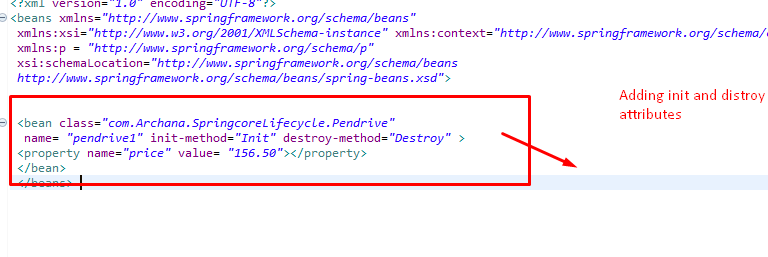 <?xml version="1.0" encoding="UTF-8"?>
<beans xmlns="http://www.springframework.org/schema/beans"
xmlns:xsi="http://www.w3.org/2001/XMLSchema-instance" xmlns:context="http://www.springframework.org/schema/
xmlns:p = "http://www.springframework.org/schema/p"
xsi:schemaLocation="http://www.springframework.org/schema/beans
http://www.springframework.org/schema/beans/spring-beans.xsd">
<bean class="com.Archana.SpringcoreLifecycle.Pendrive"
name= "pendrive1" init-method="Init" destroy-method="Destroy" >
<property name="price" value= "156.50"></property>
</bean>
</beans>
Adding init and distroy
attributes